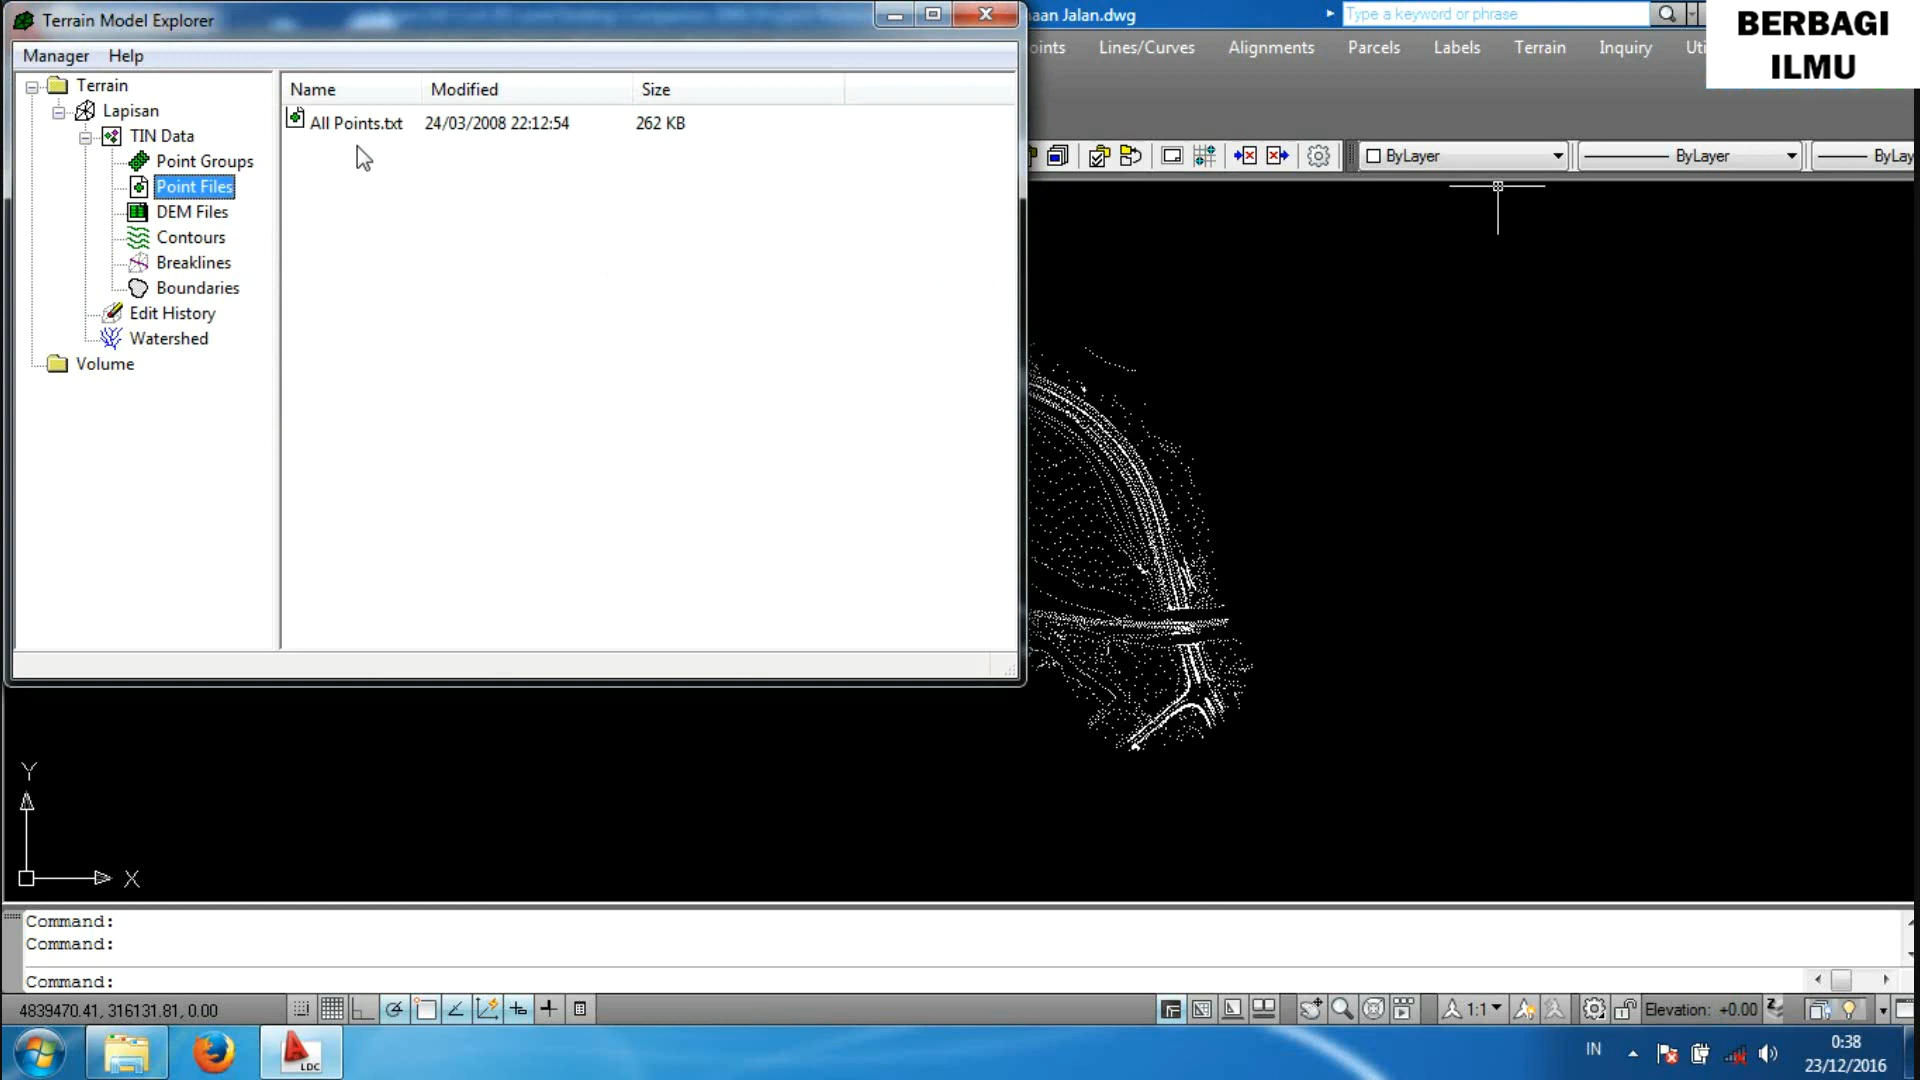 Terrain Model Explorer
aan Jalan.dwg
Type a keyword or phrase
BERBAGI
ILMU
Manager Help
oints Lines/Curves Alignments Parcels Labels Terrain Inquiry Uti
Terrain
Lapisan
TIN Data
Point Groups
Point Files
DEM Files
Contours
Breaklines
Boundaries
Edit History
Watershed
Volume
Name Modified Size
All Points.txt 24/03/2008 22:12:54 262 KB
ByLayer ByLayer ByLay
Y
X
Command:
Command:
Command:
4839470.41, 316131.81, 0.00
1:1 Elevation: +0.00
LDC
IN
0:38
23/12/2016